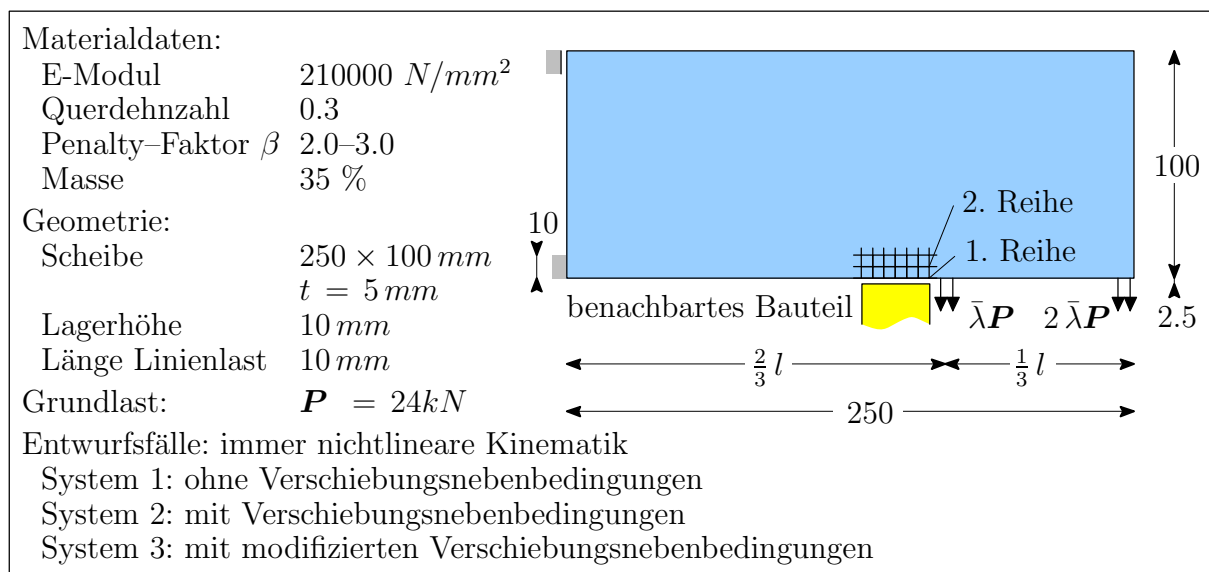 Materialdaten:
E-Modul 210000 N/mm²
Querdehnzahl 0.3
Penalty–Faktor β 2.0–3.0
Masse 35 %
Geometrie:
Scheibe 250 × 100 mm
t = 5 mm
Lagerhöhe 10 mm
Länge Linienlast 10 mm
Grundlast: P = 24kN
Entwurfsfälle: immer nichtlineare Kinematik
System 1: ohne Verschiebungsnebenbedingungen
System 2: mit Verschiebungsnebenbedingungen
System 3: mit modifizierten Verschiebungsnebenbedingungen
10
2. Reihe
1. Reihe
100
benachbartes Bauteil
λ̄P 2 λ̄P
2.5
2/3 l
1/3 l
250